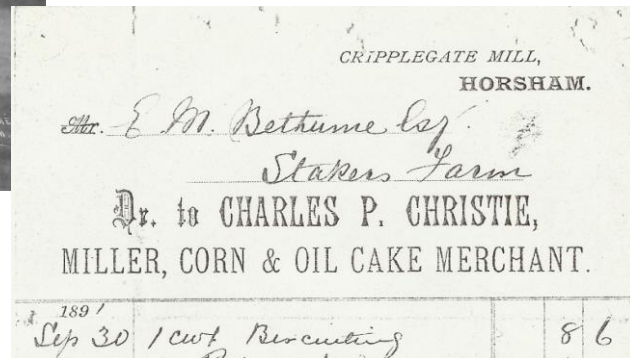 CRIPPLEGATE MILL,
HORSHAM.
Mr. E. M. Bethume Esq.
Stakers Farm
Dr. to CHARLES P. CHRISTIE,
MILLER, CORN & OIL CAKE MERCHANT.
1891
Sep 30 1 cwt Biscuiting 8 6